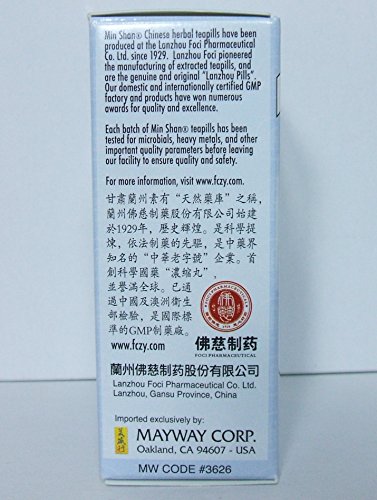 Min Shan® Chinese herbal teapills have been
produced at the Lanzhou Foci Pharmaceutical
Co. Ltd. since 1929. Lanzhou Foci pioneered
the manufacturing of extracted teapills, and
are the genuine and original "Lanzhou Pills".
Our domestic and internationally certified GMP
factory and products have won numerous
awards for quality and excellence.
Each batch of Min Shan® teapills has been
tested for microbials, heavy metals, and other
important quality parameters before leaving
our facility to ensure quality and safety.
For more information, visit www.fczy.com.
甘肅蘭州素有“天然藥庫”之稱,
蘭州佛慈制藥股份有限公司始建
於1929年, 歷史輝煌。是科學提
煉, 依法制藥的先驅, 是中藥界
知名的“中華老字號”企業。首
創科學國藥“濃縮丸”,
並譽滿全球。已通
過中國及澳洲衛生
部檢驗, 是國際標
準的GMP制藥廠。
www.fczy.com
FOCI PHARMACEUTICAL
佛慈制药
FOCI PHARMACEUTICAL
蘭州佛慈制药股份有限公司
Lanzhou Foci Pharmaceutical Co. Ltd.
Lanzhou, Gansu Province, China
Imported exclusively by:
美威行
MAYWAY CORP.
Oakland, CA 94607 - USA
MW CODE #3626